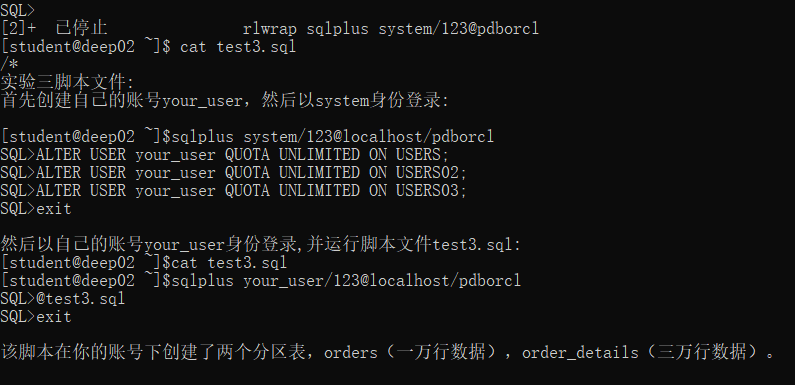 SQL>
[2]+  已停止               rlwrap sqlplus system/123@pdborcl
[student@deep02 ~]$ cat test3.sql
/*
实验三脚本文件:
首先创建自己的账号your_user，然后以system身份登录:
[student@deep02 ~]$sqlplus system/123@localhost/pdborcl
SQL>ALTER USER your_user QUOTA UNLIMITED ON USERS;
SQL>ALTER USER your_user QUOTA UNLIMITED ON USERS02;
SQL>ALTER USER your_user QUOTA UNLIMITED ON USERS03;
SQL>exit
然后以自己的账号your_user身份登录,并运行脚本文件test3.sql:
[student@deep02 ~]$cat test3.sql
[student@deep02 ~]$sqlplus your_user/123@localhost/pdborcl
SQL>@test3.sql
SQL>exit
该脚本在你的账号下创建了两个分区表，orders（一万行数据），order_details（三万行数据）。